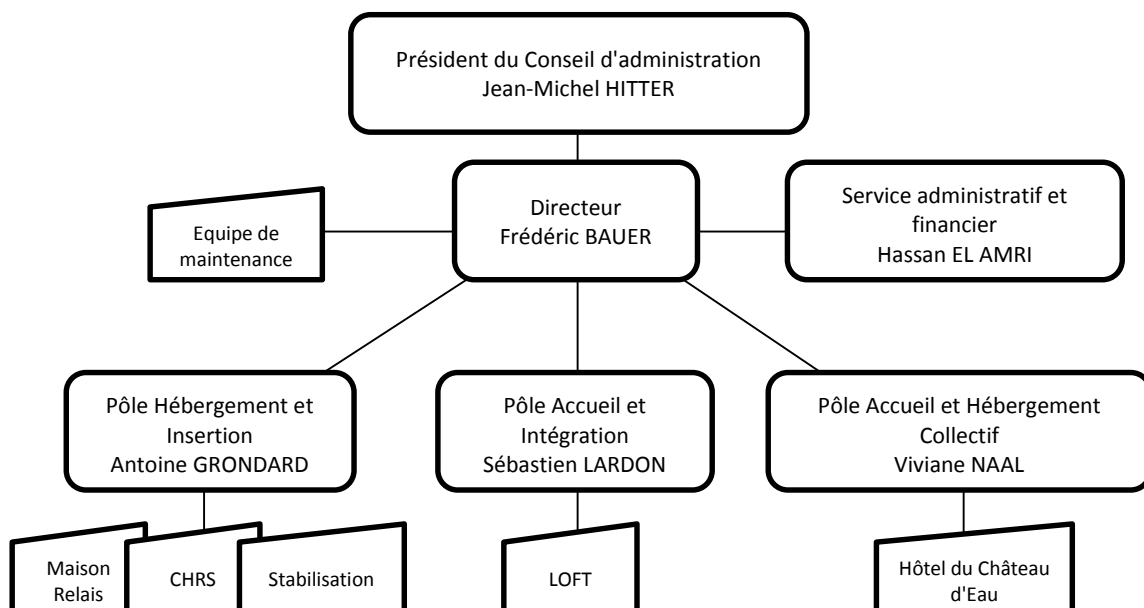 Président du Conseil d'administration
Jean-Michel HITTER
Directeur
Frédéric BAUER
Service administratif et
financier
Hassan EL AMRI
Equipe de
maintenance
Pôle Hébergement et
Insertion
Antoine GRONDARD
Pôle Accueil et
Intégration
Sébastien LARDON
Pôle Accueil et Hébergement
Collectif
Viviane NAAL
Maison
Relais
CHRS
Stabilisation
LOFT
Hôtel du Château
d'Eau